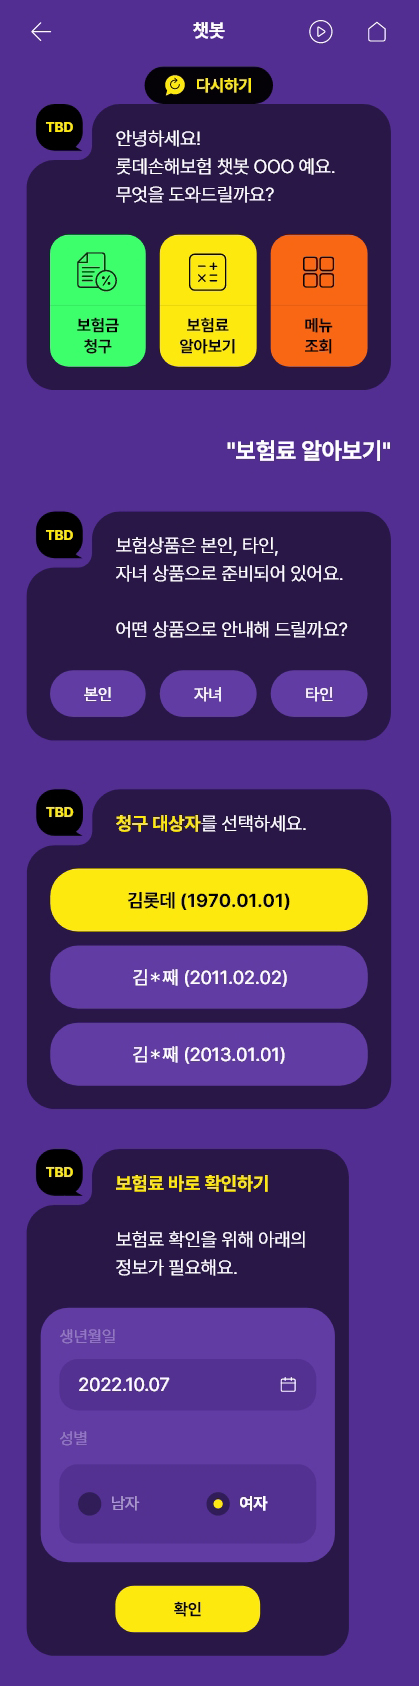 챗봇
다시하기
TBD
안녕하세요!
롯데손해보험 챗봇 OOO 예요.
무엇을 도와드릴까요?
보험금
청구
보험료
알아보기
메뉴
조회
"보험료 알아보기"
TBD
보험상품은 본인, 타인,
자녀 상품으로 준비되어 있어요.
어떤 상품으로 안내해 드릴까요?
본인
자녀
타인
TBD
청구 대상자를 선택하세요.
김롯데 (1970.01.01)
김*째 (2011.02.02)
김*째 (2013.01.01)
TBD
보험료 바로 확인하기
보험료 확인을 위해 아래의
정보가 필요해요.
생년월일
2022.10.07
성별
남자
여자
확인